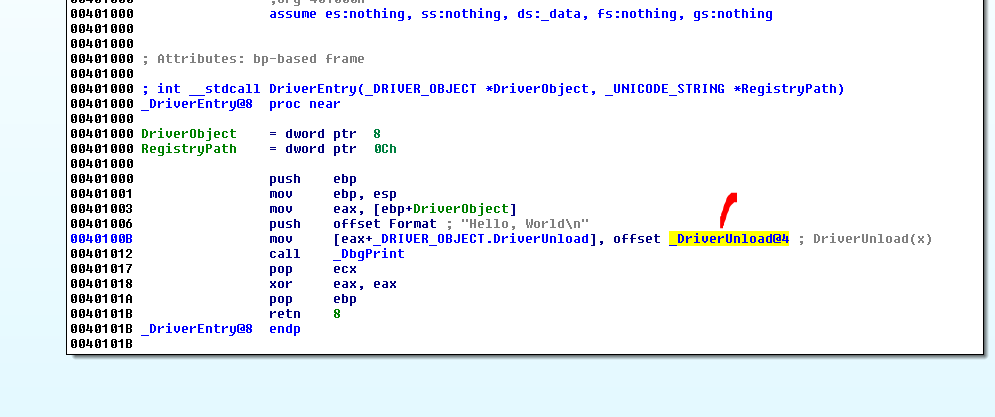 00401000 ;org 401000h
00401000 assume es:nothing, ss:nothing, ds:_data, fs:nothing, gs:nothing
00401000
00401000
00401000 ; Attributes: bp-based frame
00401000
00401000 ; int __stdcall DriverEntry(_DRIVER_OBJECT *DriverObject, _UNICODE_STRING *RegistryPath)
00401000 _DriverEntry@8 proc near
00401000
00401000 DriverObject = dword ptr 8
00401000 RegistryPath = dword ptr 0Ch
00401000
00401000 push ebp
00401001 mov ebp, esp
00401003 mov eax, [ebp+DriverObject]
00401006 push offset Format ; "Hello, World\n"
0040100B mov [eax+_DRIVER_OBJECT.DriverUnload], offset _DriverUnload@4 ; DriverUnload(x)
00401012 call _DbgPrint
00401017 pop ecx
00401018 xor eax, eax
0040101A pop ebp
0040101B retn 8
0040101B _DriverEntry@8 endp
0040101B